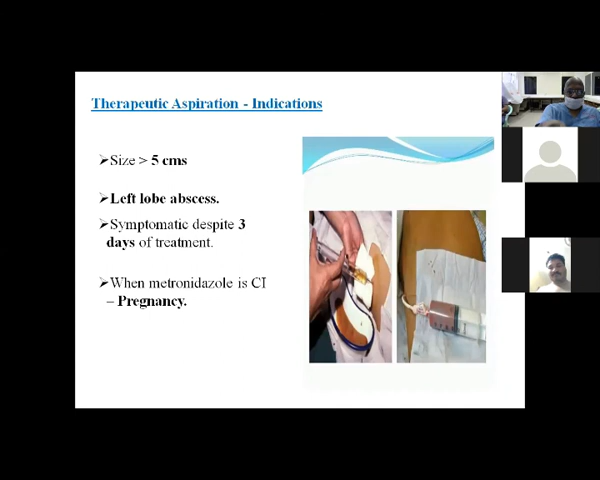 Therapeutic Aspiration - Indications
➢Size > 5 cms
➢Left lobe abscess.
➢Symptomatic despite 3
days of treatment.
➢When metronidazole is CI
– Pregnancy.